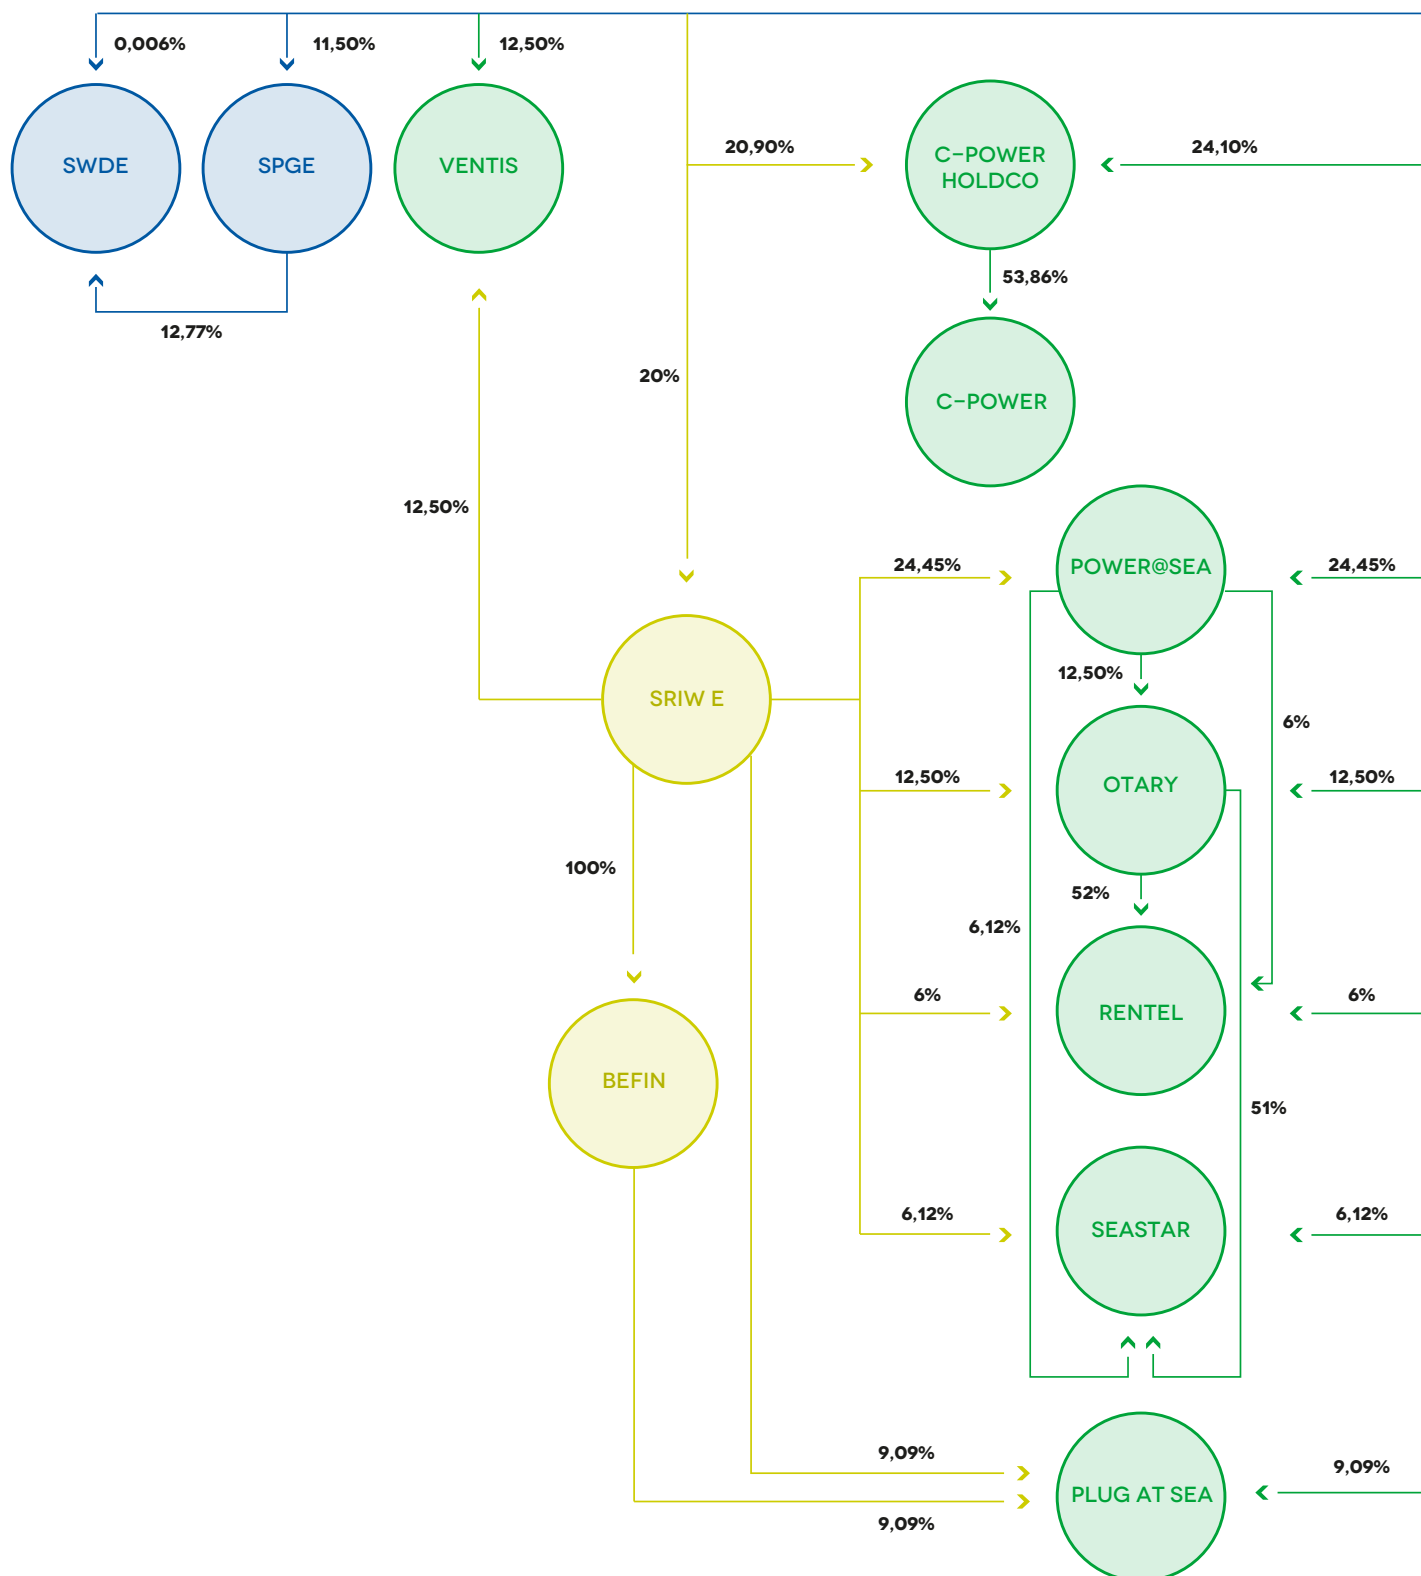 0,006%
11,50%
12,50%
SWDE
SPGE
VENTIS
20,90%
C-POWER
HOLDCO
24,10%
53,86%
12,77%
20%
C-POWER
12,50%
24,45%
POWER@SEA
24,45%
12,50%
SRIW E
6%
12,50%
OTARY
12,50%
100%
52%
6,12%
6%
RENTEL
6%
BEFIN
51%
6,12%
SEASTAR
6,12%
9,09%
PLUG AT SEA
9,09%
9,09%